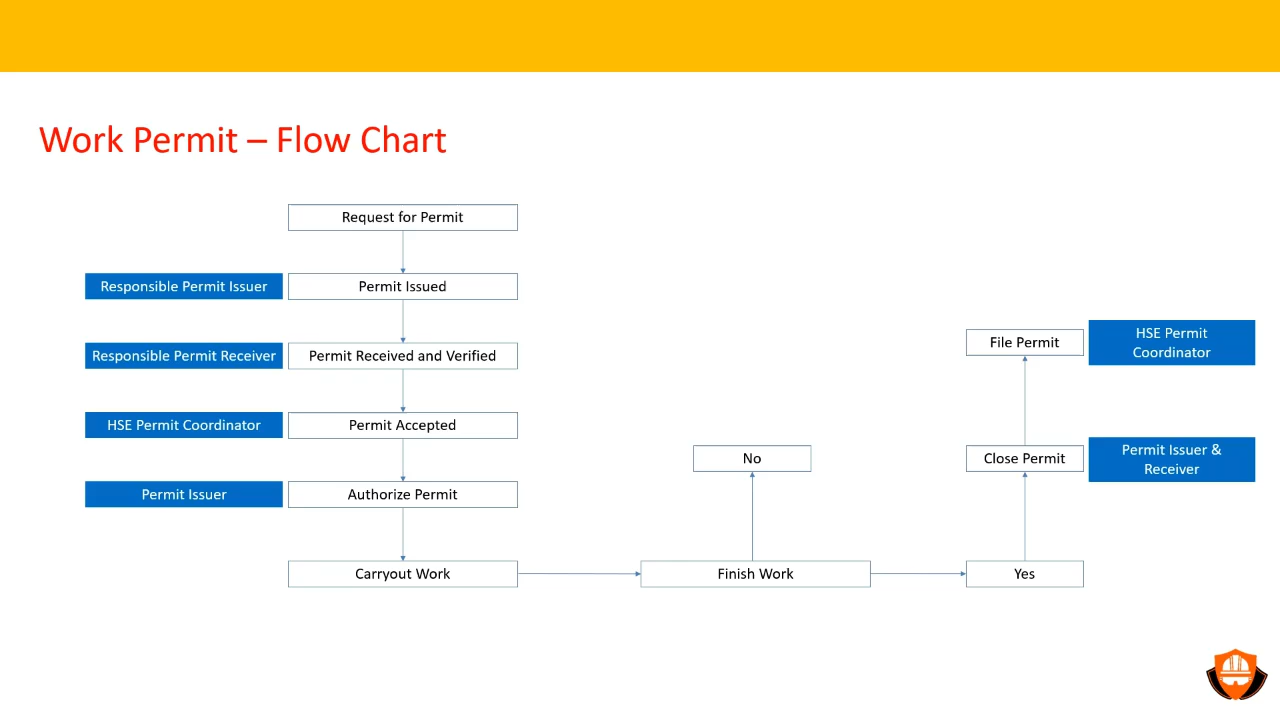 Work Permit – Flow Chart
Request for Permit
Responsible Permit Issuer
Permit Issued
Responsible Permit Receiver
Permit Received and Verified
HSE Permit Coordinator
Permit Accepted
Permit Issuer
Authorize Permit
Carryout Work
Finish Work
No
Yes
Close Permit
Permit Issuer &
Receiver
File Permit
HSE Permit
Coordinator